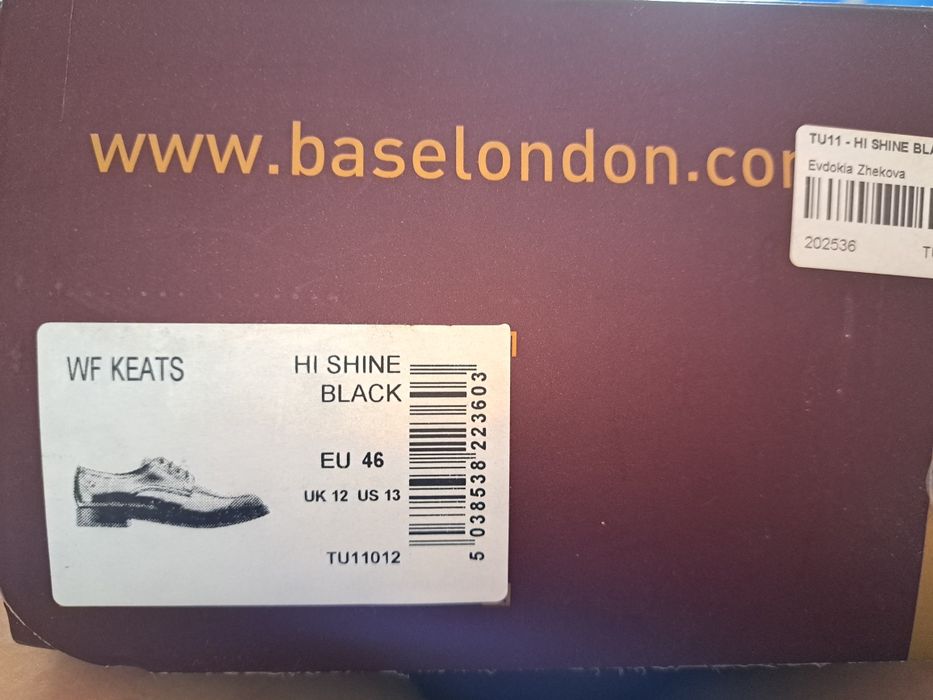 www.baselondon.co
TU11 - HI SHINE
Evdokia Zhekova
202536
WF KEATS
HI SHINE
BLACK
EU 46
UK 12 US 13
TU11012
5 038538 223603